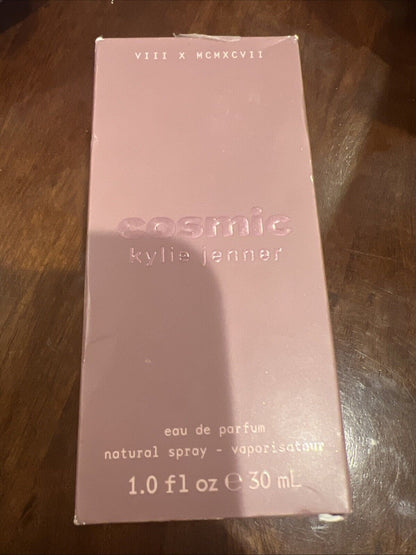 VIII X MCMXCVII
cosmic
kylie jenner
eau de parfum
natural spray - vaporisateur
1.0 fl oz ℮ 30 mL